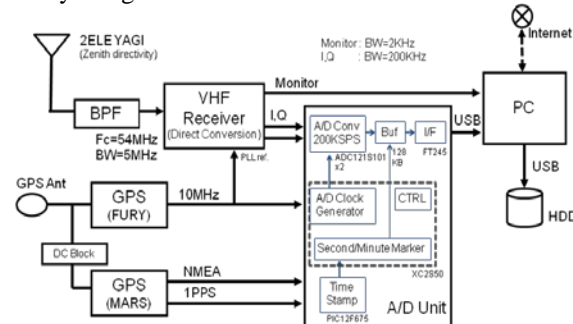 2ELE YAGI
(Zenith directivity)
Monitor : BW=2KHz
I,Q : BW=200KHz
Internet
BPF
Fc=54MHz
BW=5MHz
VHF
Receiver
(Direct Conversion)
Monitor
I,Q
PLL ref.
PC
USB
USB
HDD
A/D Conv
200KSPS
ADC121S101
x2
Buf
128
KB
I/F
FT245
GPS Ant
GPS
(FURY)
10MHz
A/D Clock
Generator
CTRL
Second/Minute Marker
XC2S50
DC Block
GPS
(MARS)
NMEA
1PPS
Time
Stamp
PIC12F675
A/D Unit